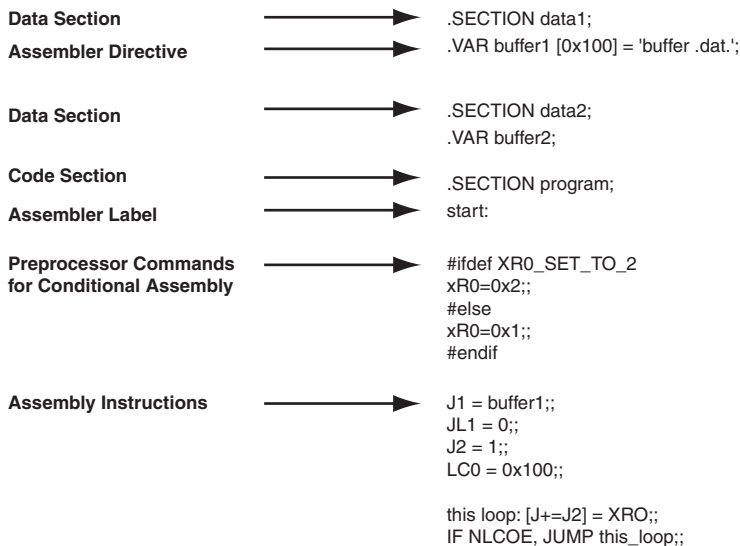 Data Section .SECTION data1;
Assembler Directive .VAR buffer1 [0x100] = 'buffer .dat.';
Data Section .SECTION data2;
.VAR buffer2;
Code Section .SECTION program;
Assembler Label start:
Preprocessor Commands #ifdef XR0_SET_TO_2
for Conditional Assembly xR0=0x2;;
#else
xR0=0x1;;
#endif
Assembly Instructions J1 = buffer1;;
JL1 = 0;;
J2 = 1;;
LC0 = 0x100;;
this loop: [J+=J2] = XRO;;
IF NLCOE, JUMP this_loop;;